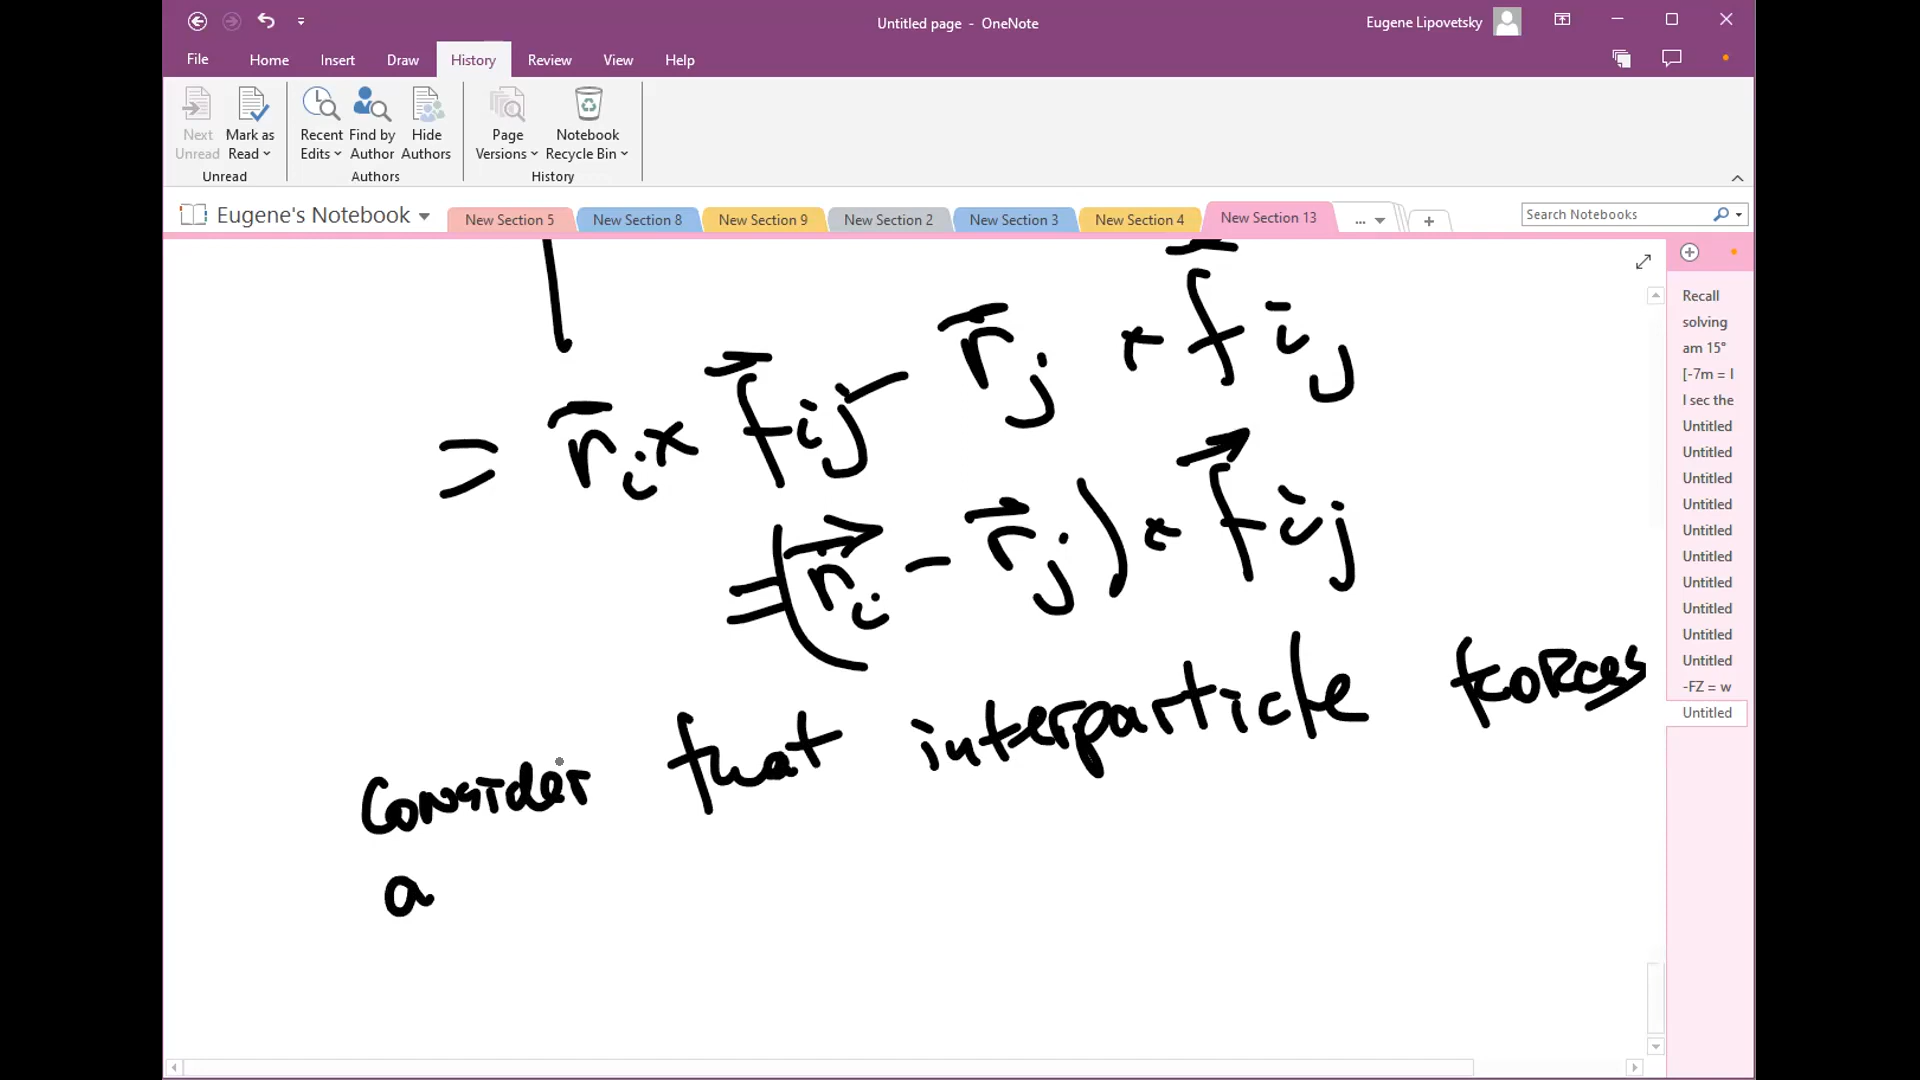 Untitled page - OneNote
Eugene Lipovetsky
File Home Insert Draw History Review View Help
Next Unread
Mark as Read
Recent Edits
Find by Author
Hide Authors
Page Versions
Notebook Recycle Bin
Unread Authors History
Eugene's Notebook
New Section 5 New Section 8 New Section 9 New Section 2 New Section 3 New Section 4 New Section 13 ... +
Search Notebooks
= r⃗i × f⃗ij - r⃗j × f⃗ij
= (r⃗i - r⃗j) × f⃗ij
Consider that interparticle forces
a
Recall
solving
am 15°
[-7m = I
I sec the
Untitled
Untitled
Untitled
Untitled
Untitled
Untitled
Untitled
Untitled
Untitled
Untitled
-FZ = w
Untitled